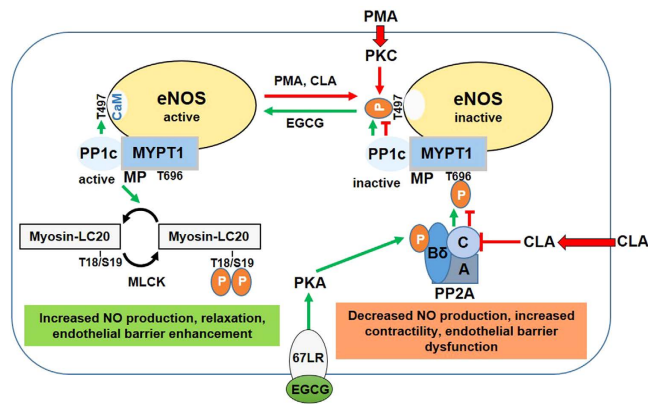 PMA
PKC
eNOS
active
T497
CaM
PMA, CLA
EGCG
P
T497
eNOS
inactive
PP1c
MYPT1
active
MP
T696
PP1c
MYPT1
inactive
MP
T696
P
Myosin-LC20
Myosin-LC20
T18/S19
T18/S19
MLCK
P
P
P
Bδ
C
A
PP2A
CLA
CLA
PKA
Increased NO production, relaxation,
endothelial barrier enhancement
Decreased NO production, increased
contractility, endothelial barrier
dysfunction
67LR
EGCG